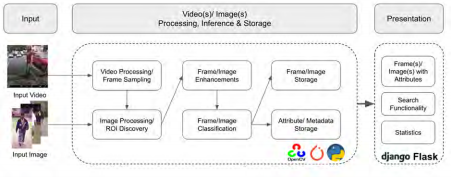 Input
Video(s)/ Image(s)
Processing, Inference & Storage
Presentation
Input Video
Input Image
Video Processing/
Frame Sampling
Frame/Image
Enhancements
Frame/Image
Storage
Image Processing/
ROI Discovery
Frame/Image
Classification
Attribute/ Metadata
Storage
OpenCV
Frame(s)/
Image(s) with
Attributes
Search
Functionality
Statistics
django Flask